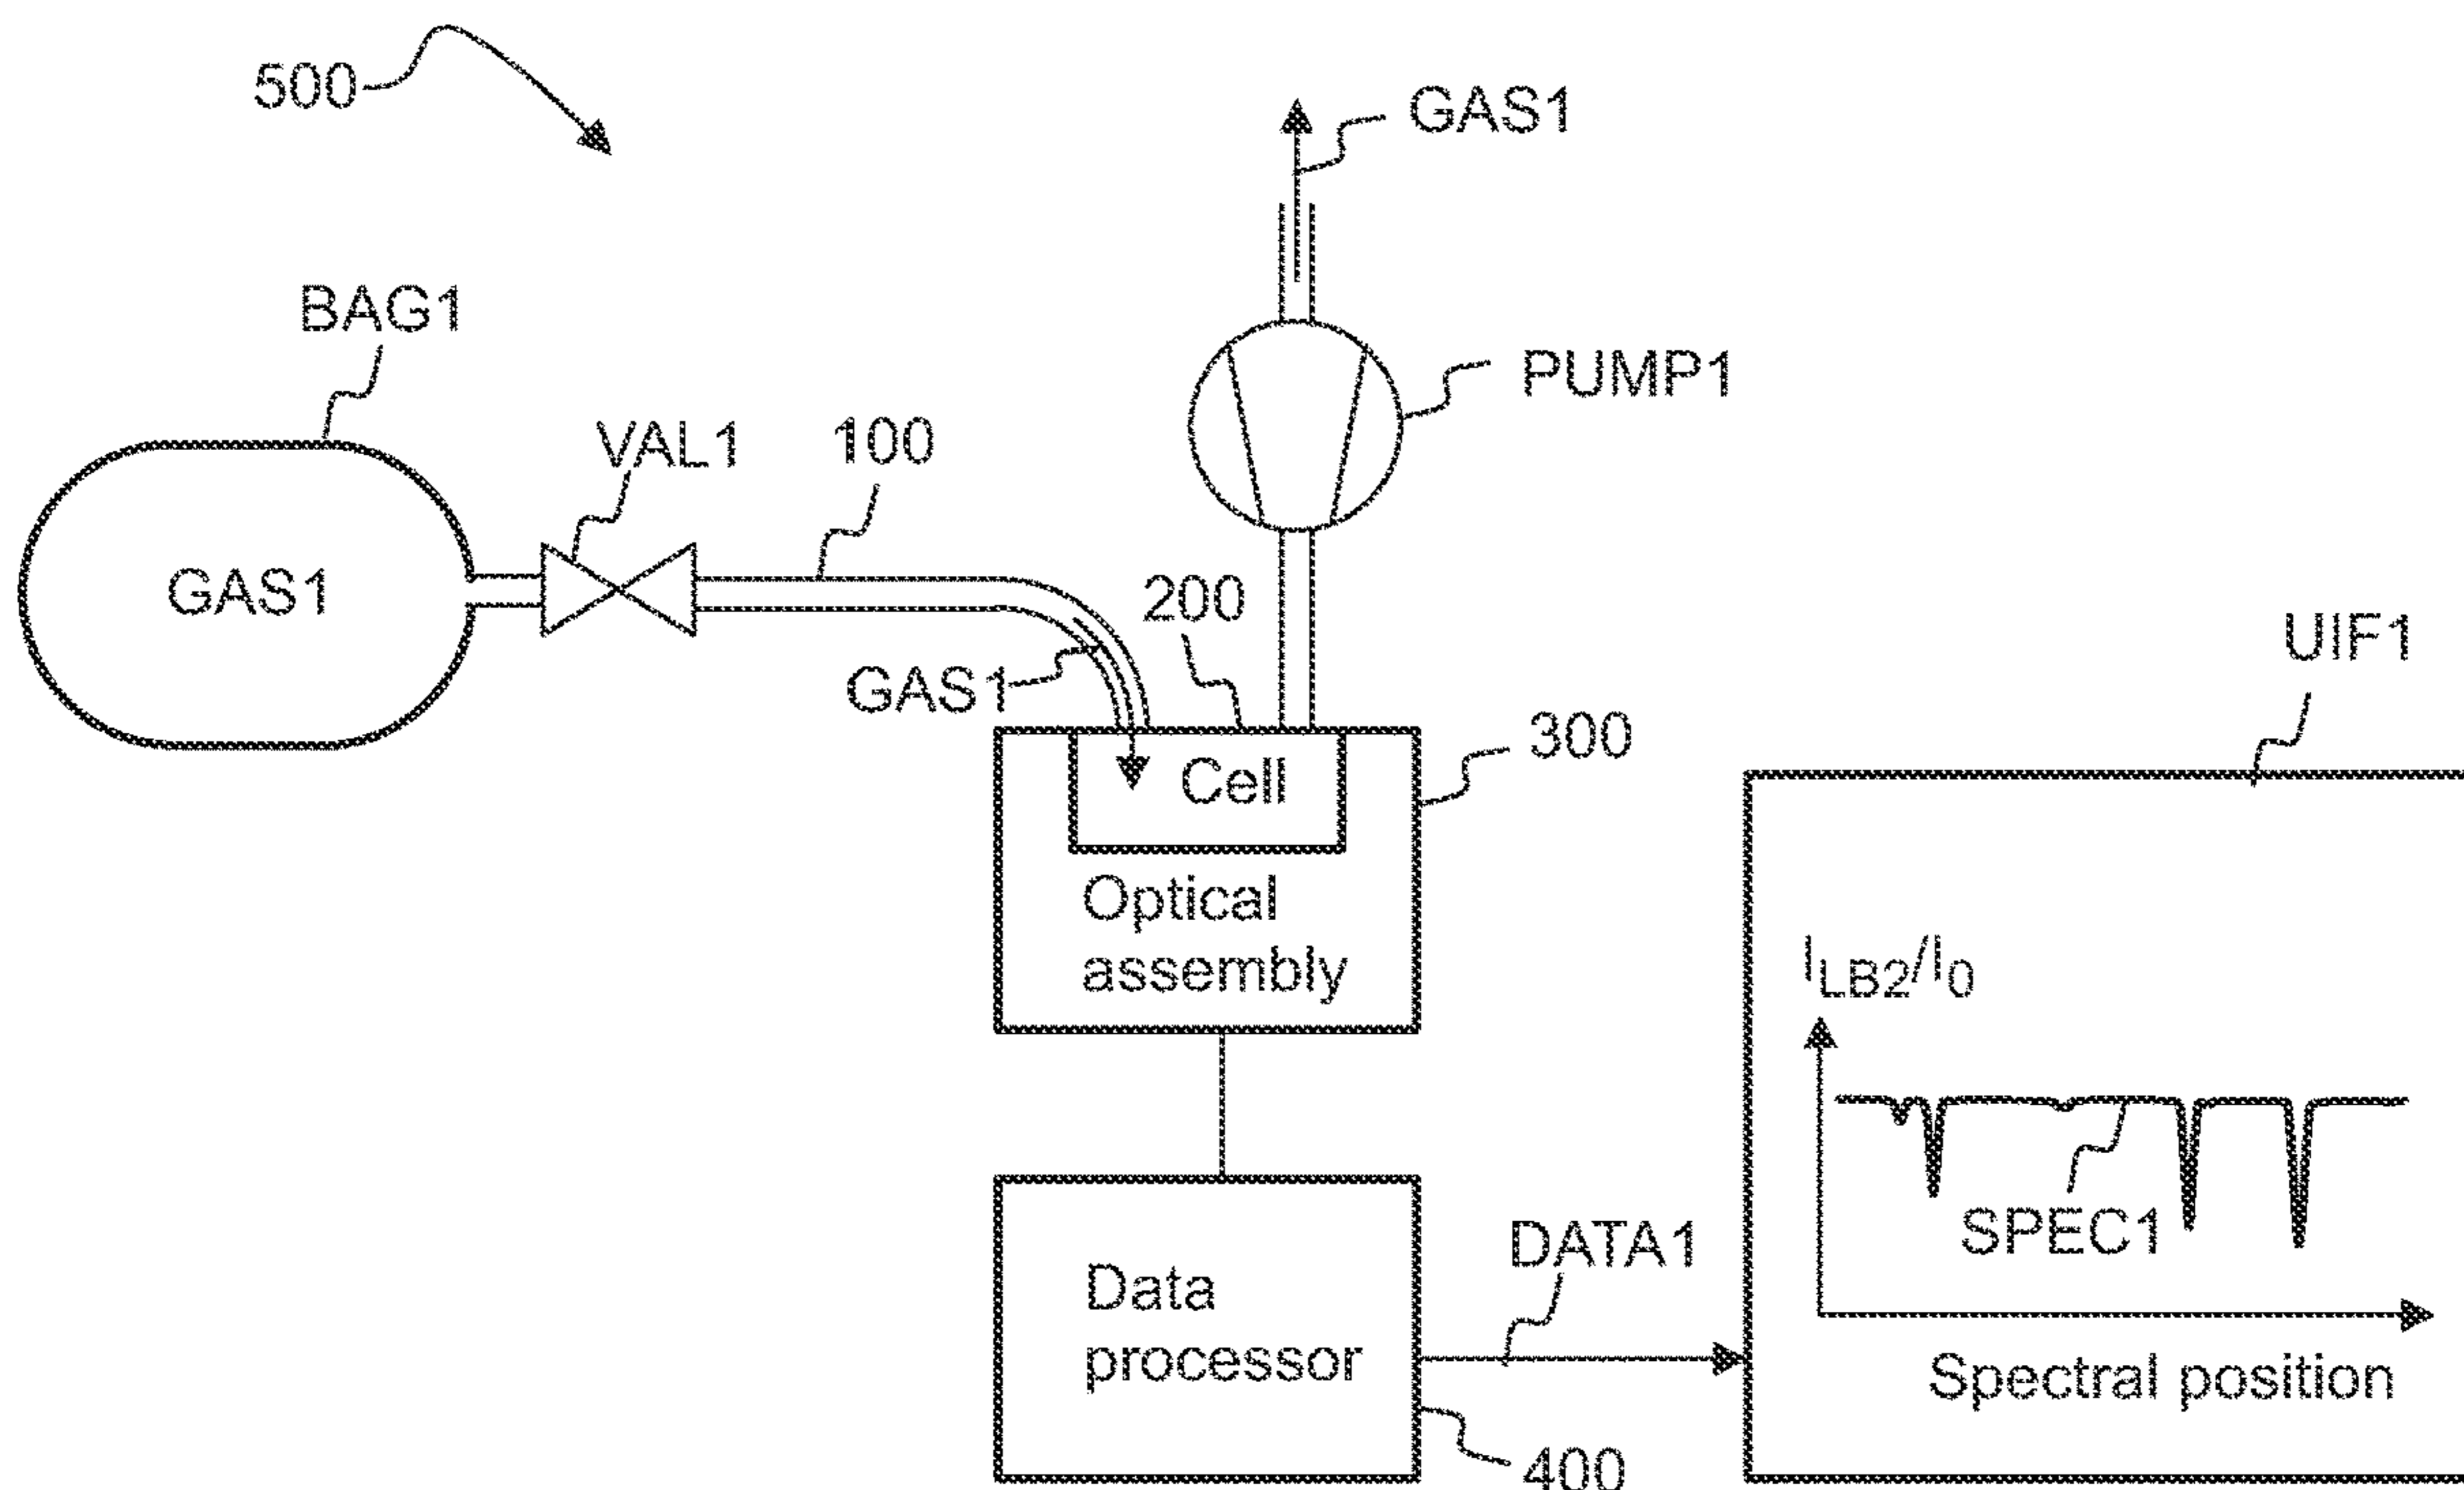 500
GAS1
BAG1
PUMP1
VAL1
100
GAS1
200
GAS1
UIF1
300
Cell
Optical
assembly
I_LB2/I_0
SPEC1
DATA1
Data
processor
Spectral position
400